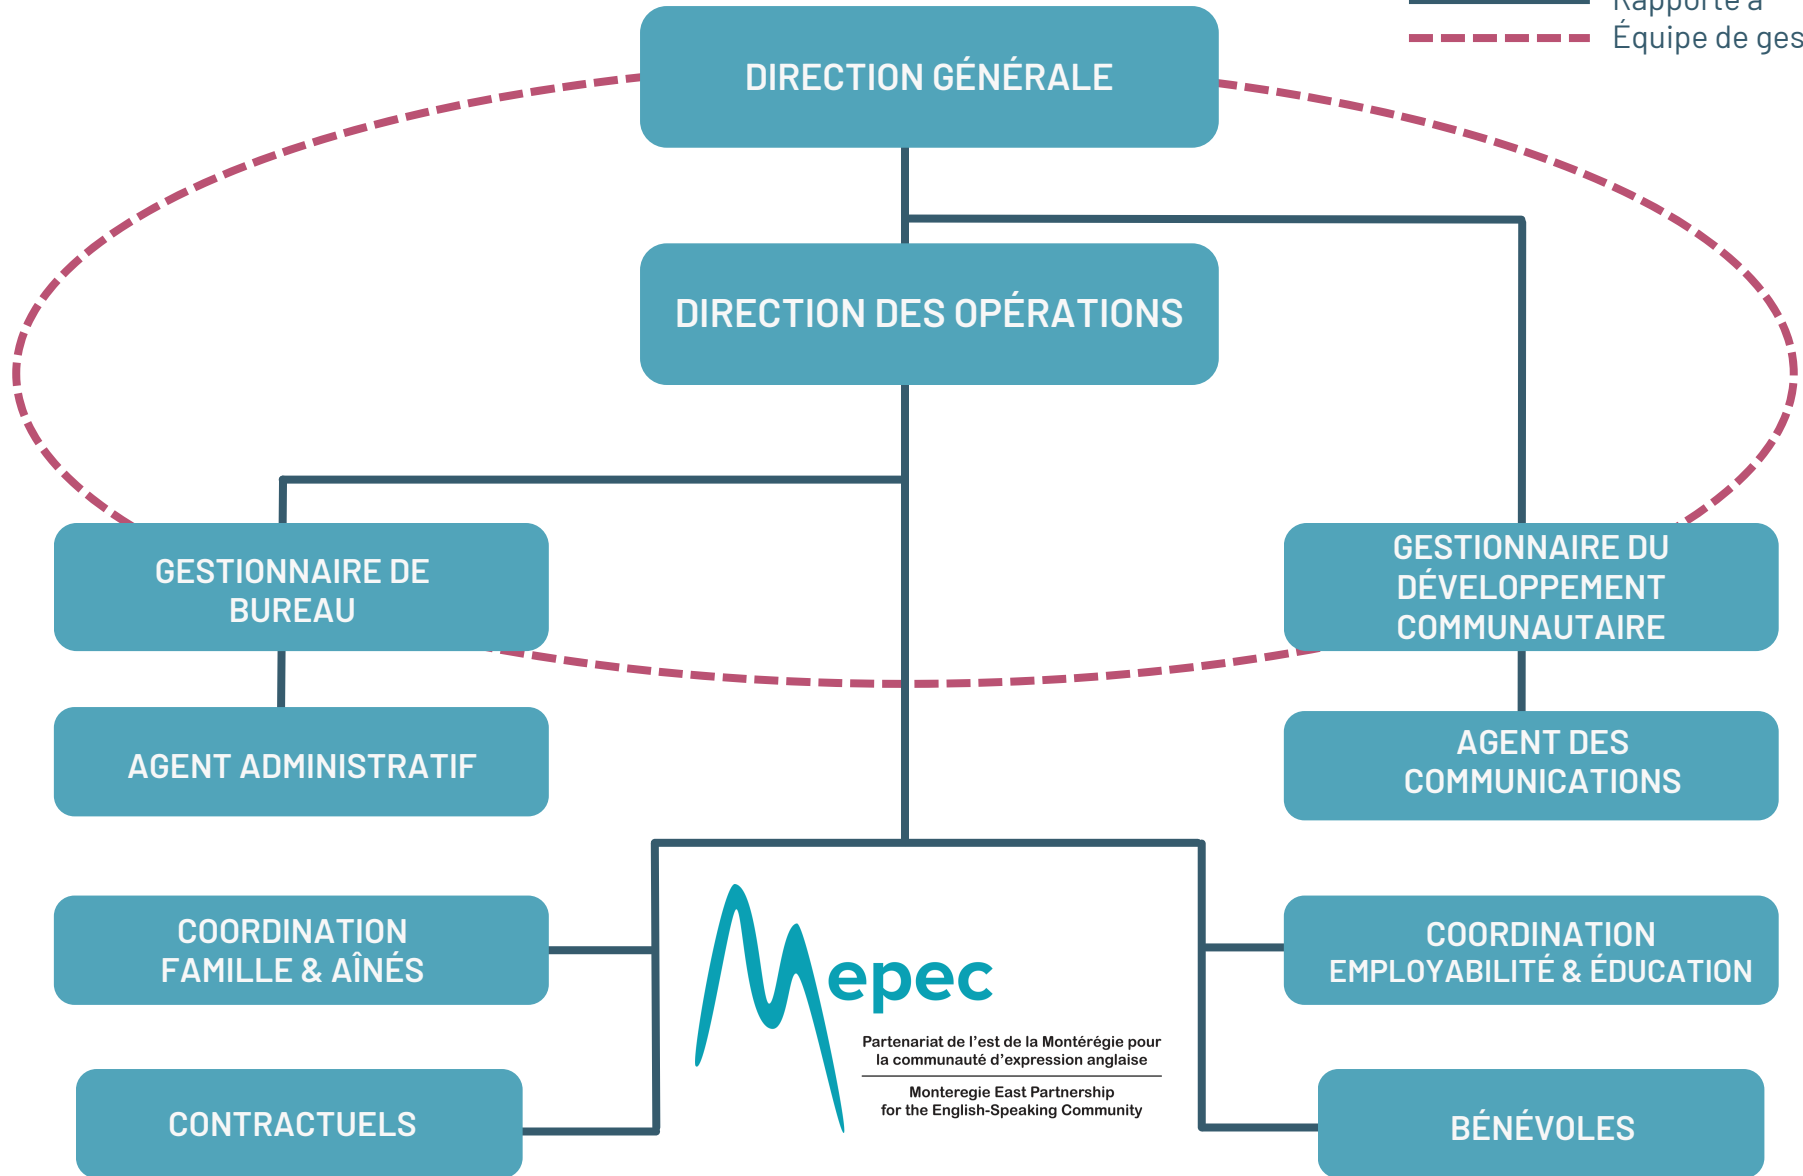 Rapporte à
Équipe de ges
DIRECTION GÉNÉRALE
DIRECTION DES OPÉRATIONS
GESTIONNAIRE DE
BUREAU
GESTIONNAIRE DU
DÉVELOPPEMENT
COMMUNAUTAIRE
AGENT ADMINISTRATIF
AGENT DES
COMMUNICATIONS
COORDINATION
FAMILLE & AÎNÉS
COORDINATION
EMPLOYABILITÉ & ÉDUCATION
Mepec
Partenariat de l'est de la Montérégie pour
la communauté d'expression anglaise
Monteregie East Partnership
for the English-Speaking Community
CONTRACTUELS
BÉNÉVOLES